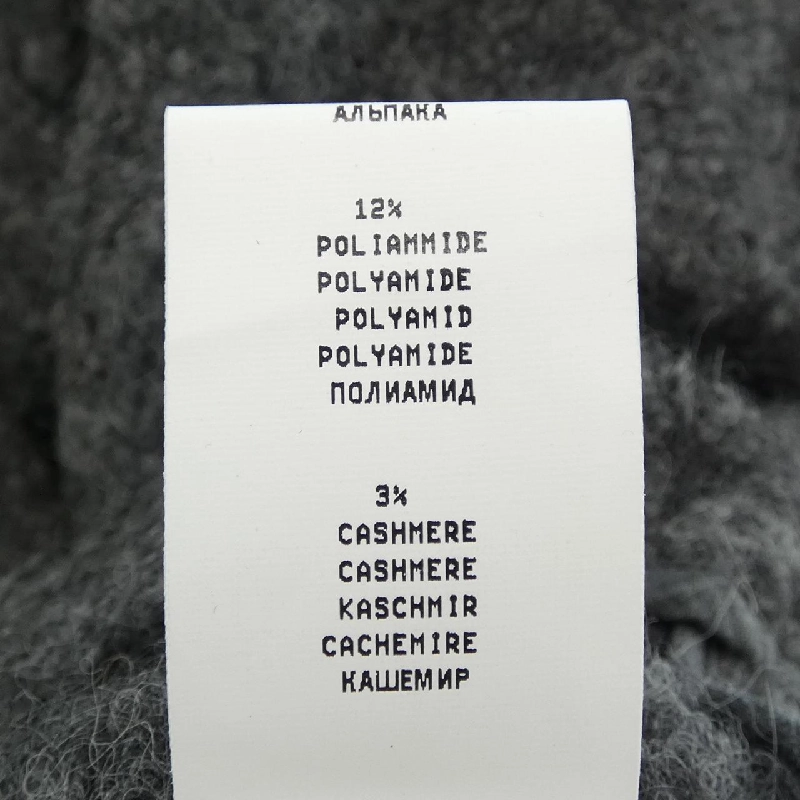 АЛЬПАКА
12%
POLIAMMIDE
POLYAMIDE
POLYAMID
POLYAMIDE
ПОЛИАМИД
3%
CASHMERE
CASHMERE
KASCHMIR
CACHEMIRE
КАШЕМИР